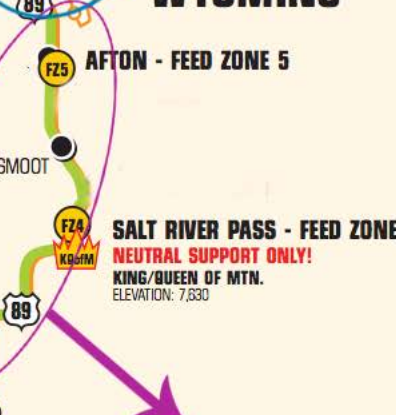 89
WYOMING
FZ5
AFTON - FEED ZONE 5
SMOOT
FZ4
SALT RIVER PASS - FEED ZONE
KQofM
NEUTRAL SUPPORT ONLY!
KING/QUEEN OF MTN.
ELEVATION: 7,630
89